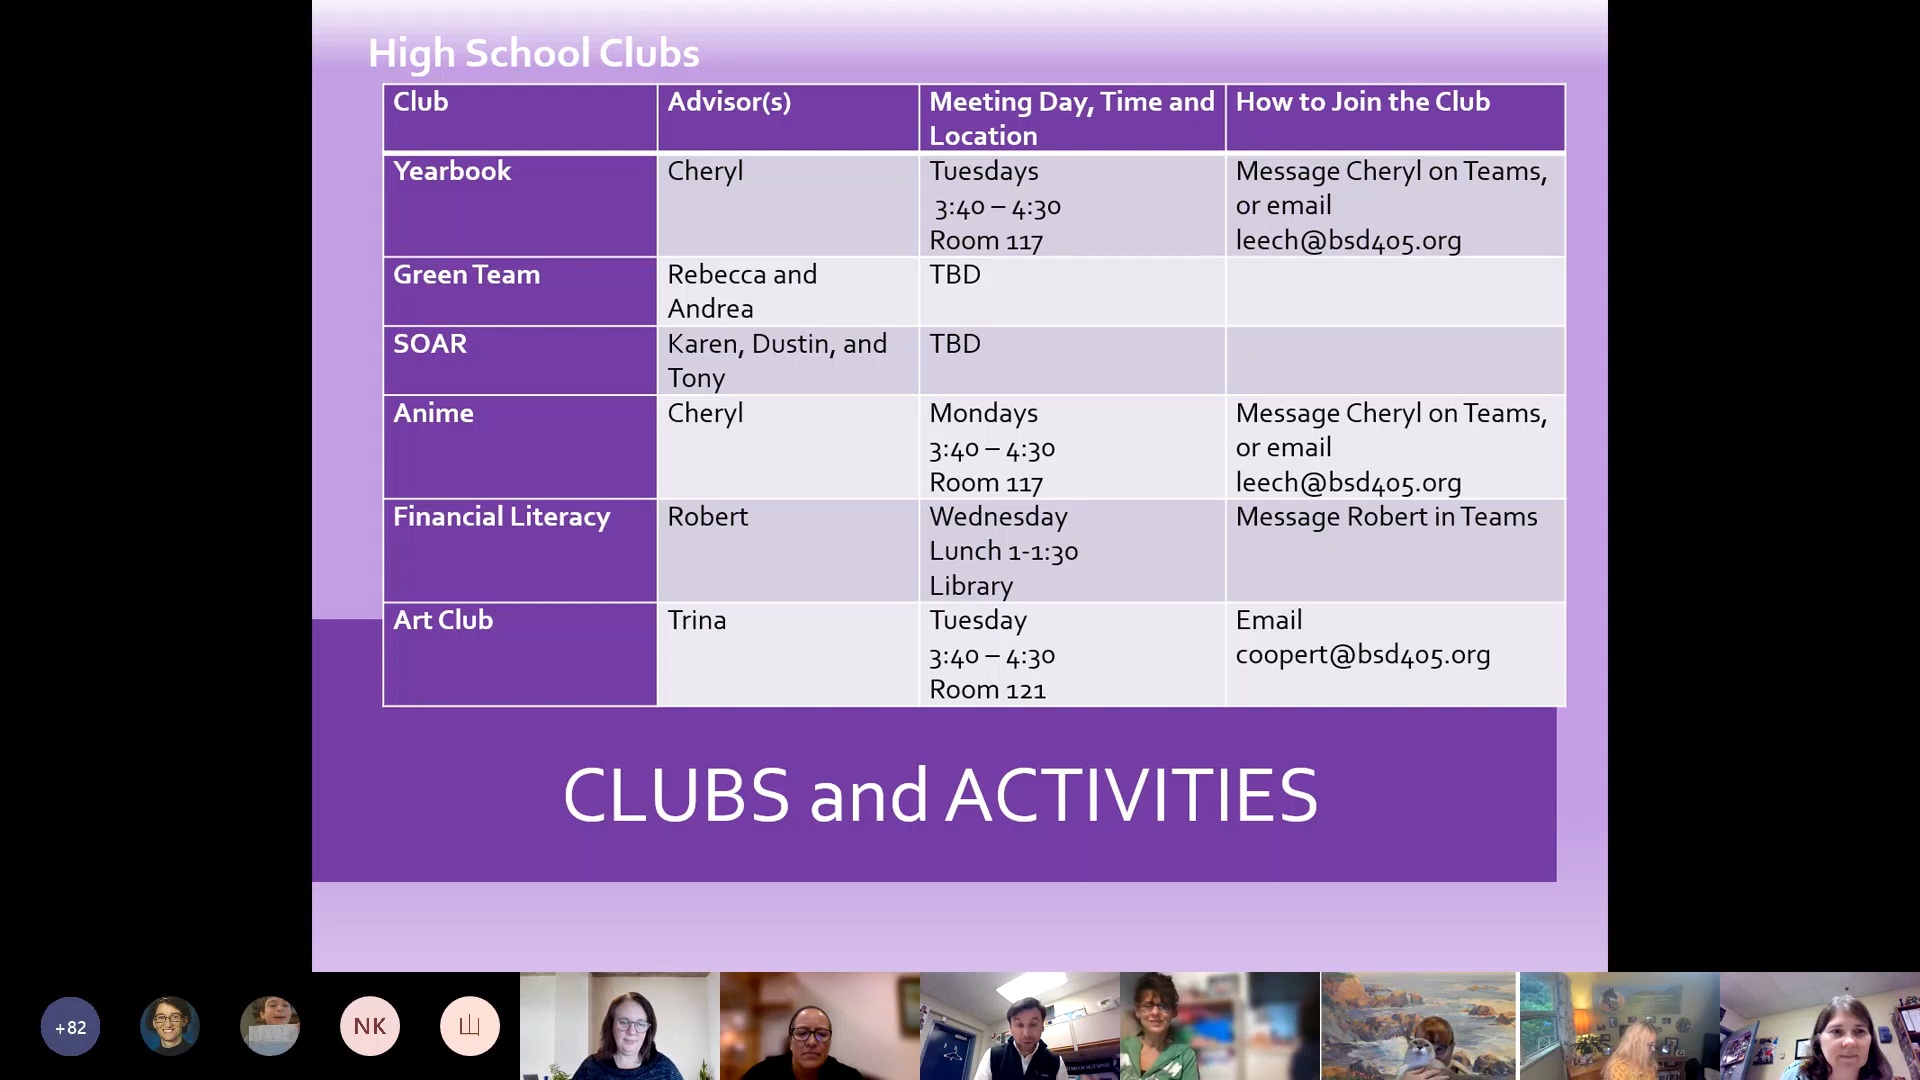 High School Clubs
Club
Advisor(s)
Meeting Day, Time and
Location
How to Join the Club
Yearbook
Cheryl
Tuesdays
3:40 – 4:30
Room 117
Message Cheryl on Teams,
or email
leech@bsd405.org
Green Team
Rebecca and
Andrea
TBD
SOAR
Karen, Dustin, and
Tony
TBD
Anime
Cheryl
Mondays
3:40 – 4:30
Room 117
Message Cheryl on Teams,
or email
leech@bsd405.org
Financial Literacy
Robert
Wednesday
Lunch 1-1:30
Library
Message Robert in Teams
Art Club
Trina
Tuesday
3:40 – 4:30
Room 121
Email
coopert@bsd405.org
CLUBS and ACTIVITIES
+82
NK